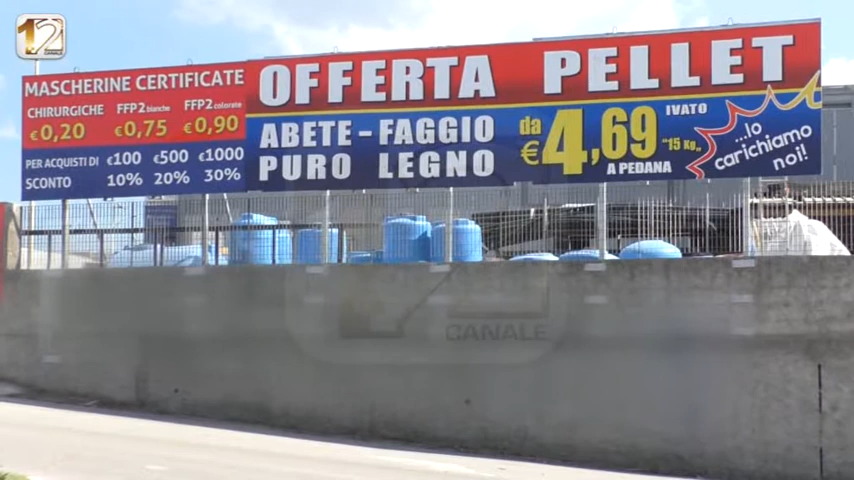 12
CANALE
MASCHERINE CERTIFICATE
CHIRURGICHE FFP2 bianche FFP2 colorate
€0,20 €0,75 €0,90
PER ACQUISTI DI €100 €500 €1000
SCONTO 10% 20% 30%
OFFERTA PELLET
ABETE - FAGGIO
PURO LEGNO
da €4,69 IVATO
"15 KG"
A PEDANA
...lo
carichiamo
noi!
12
CANALE